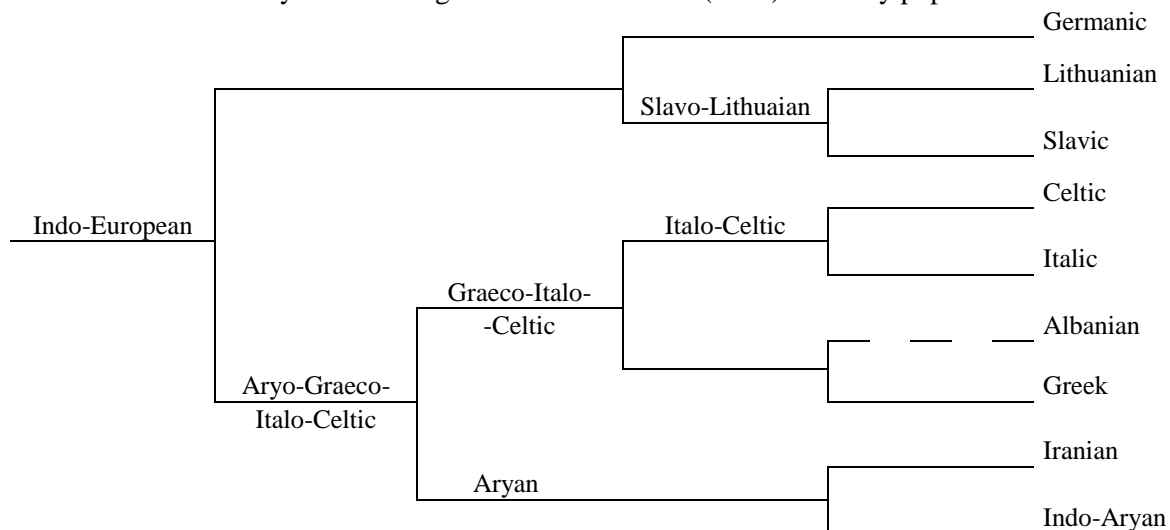 Germanic
Lithuanian
Slavo-Lithuaian
Slavic
Celtic
Indo-European
Italo-Celtic
Italic
Graeco-Italo-
-Celtic
Albanian
Aryo-Graeco-
Italo-Celtic
Greek
Iranian
Aryan
Indo-Aryan